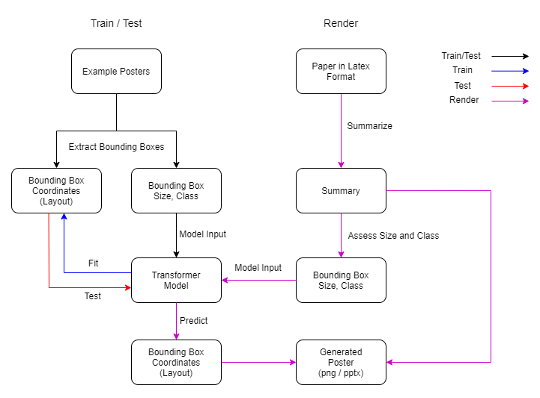 Train / Test
Render
Example Posters
Paper in Latex
Format
Train/Test
Train
Test
Render
Summarize
Extract Bounding Boxes
Bounding Box
Coordinates
(Layout)
Bounding Box
Size, Class
Summary
Model Input
Assess Size and Class
Fit
Test
Transformer
Model
Model Input
Bounding Box
Size, Class
Predict
Bounding Box
Coordinates
(Layout)
Generated
Poster
(png / pptx)